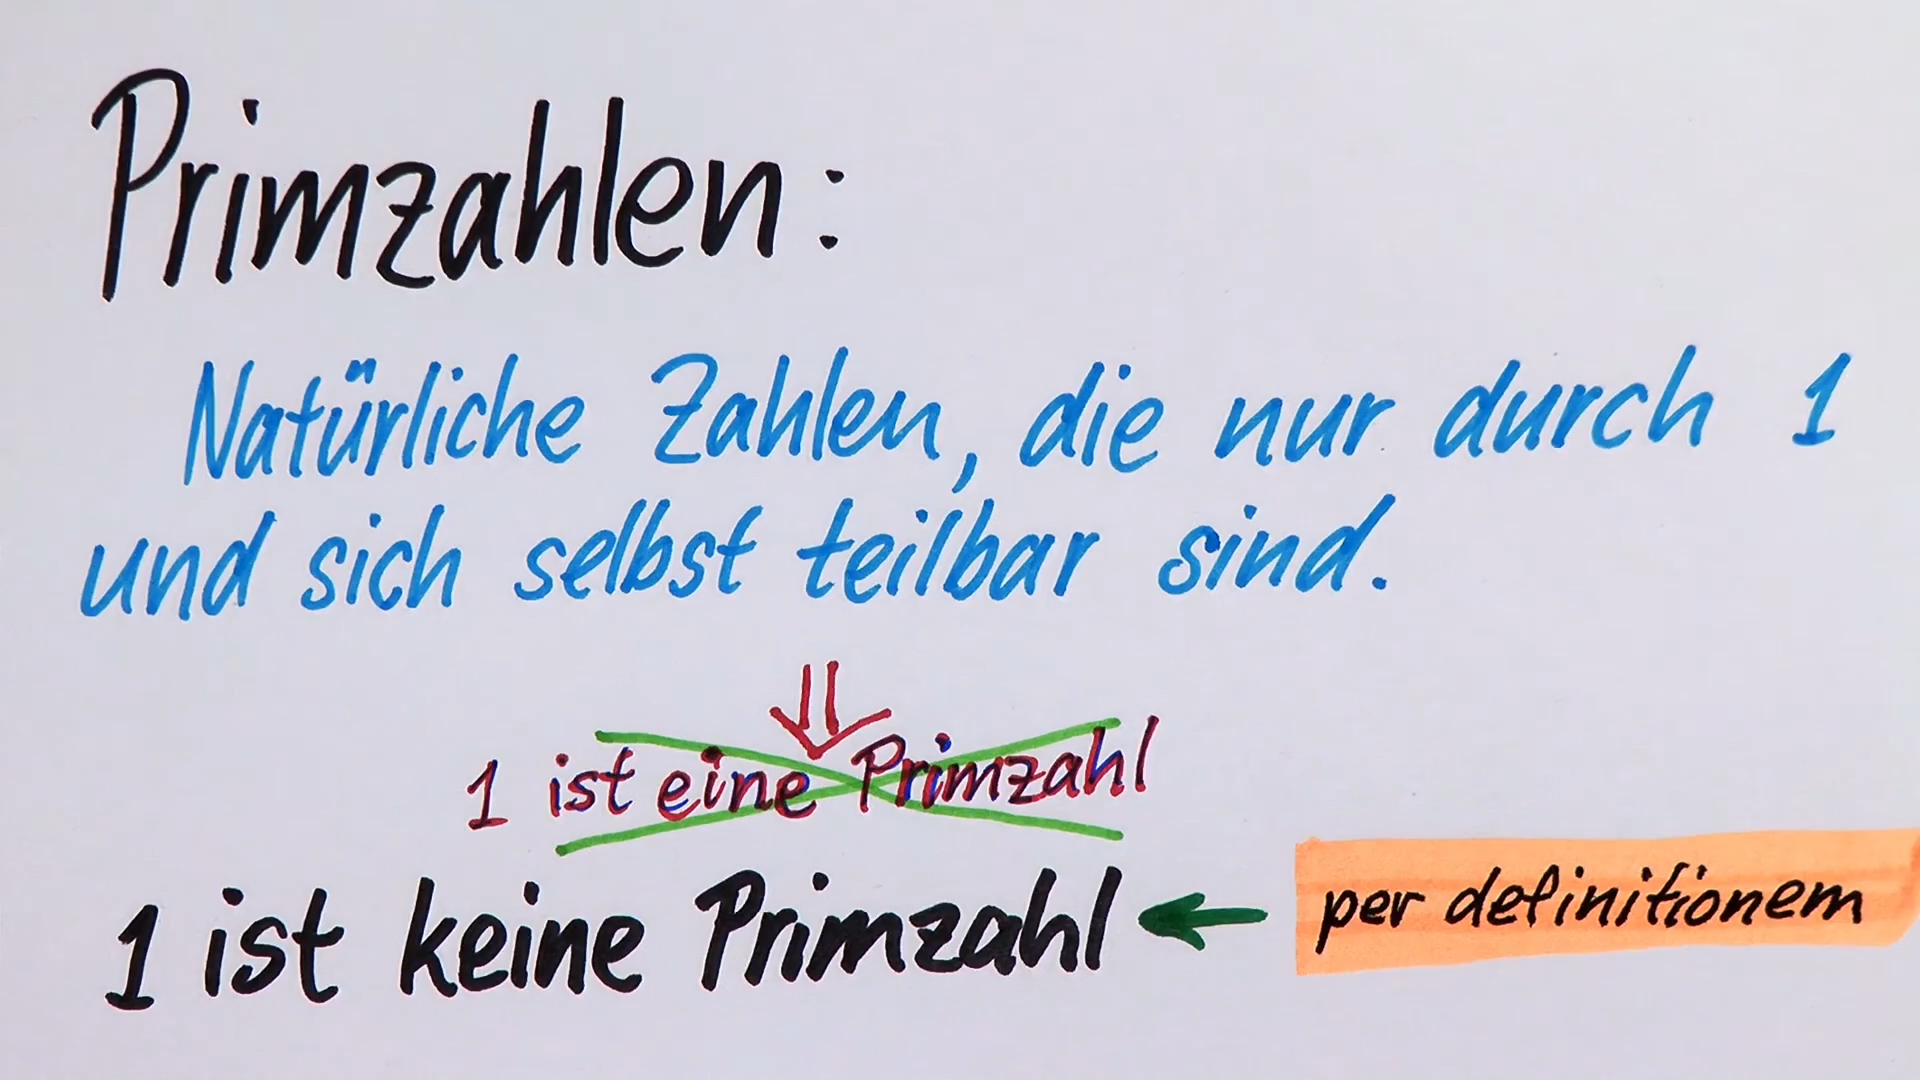 Primzahlen:
Natürliche Zahlen, die nur durch 1
und sich selbst teilbar sind.
1 ist eine Primzahl
1 ist keine Primzahl
per definitionem